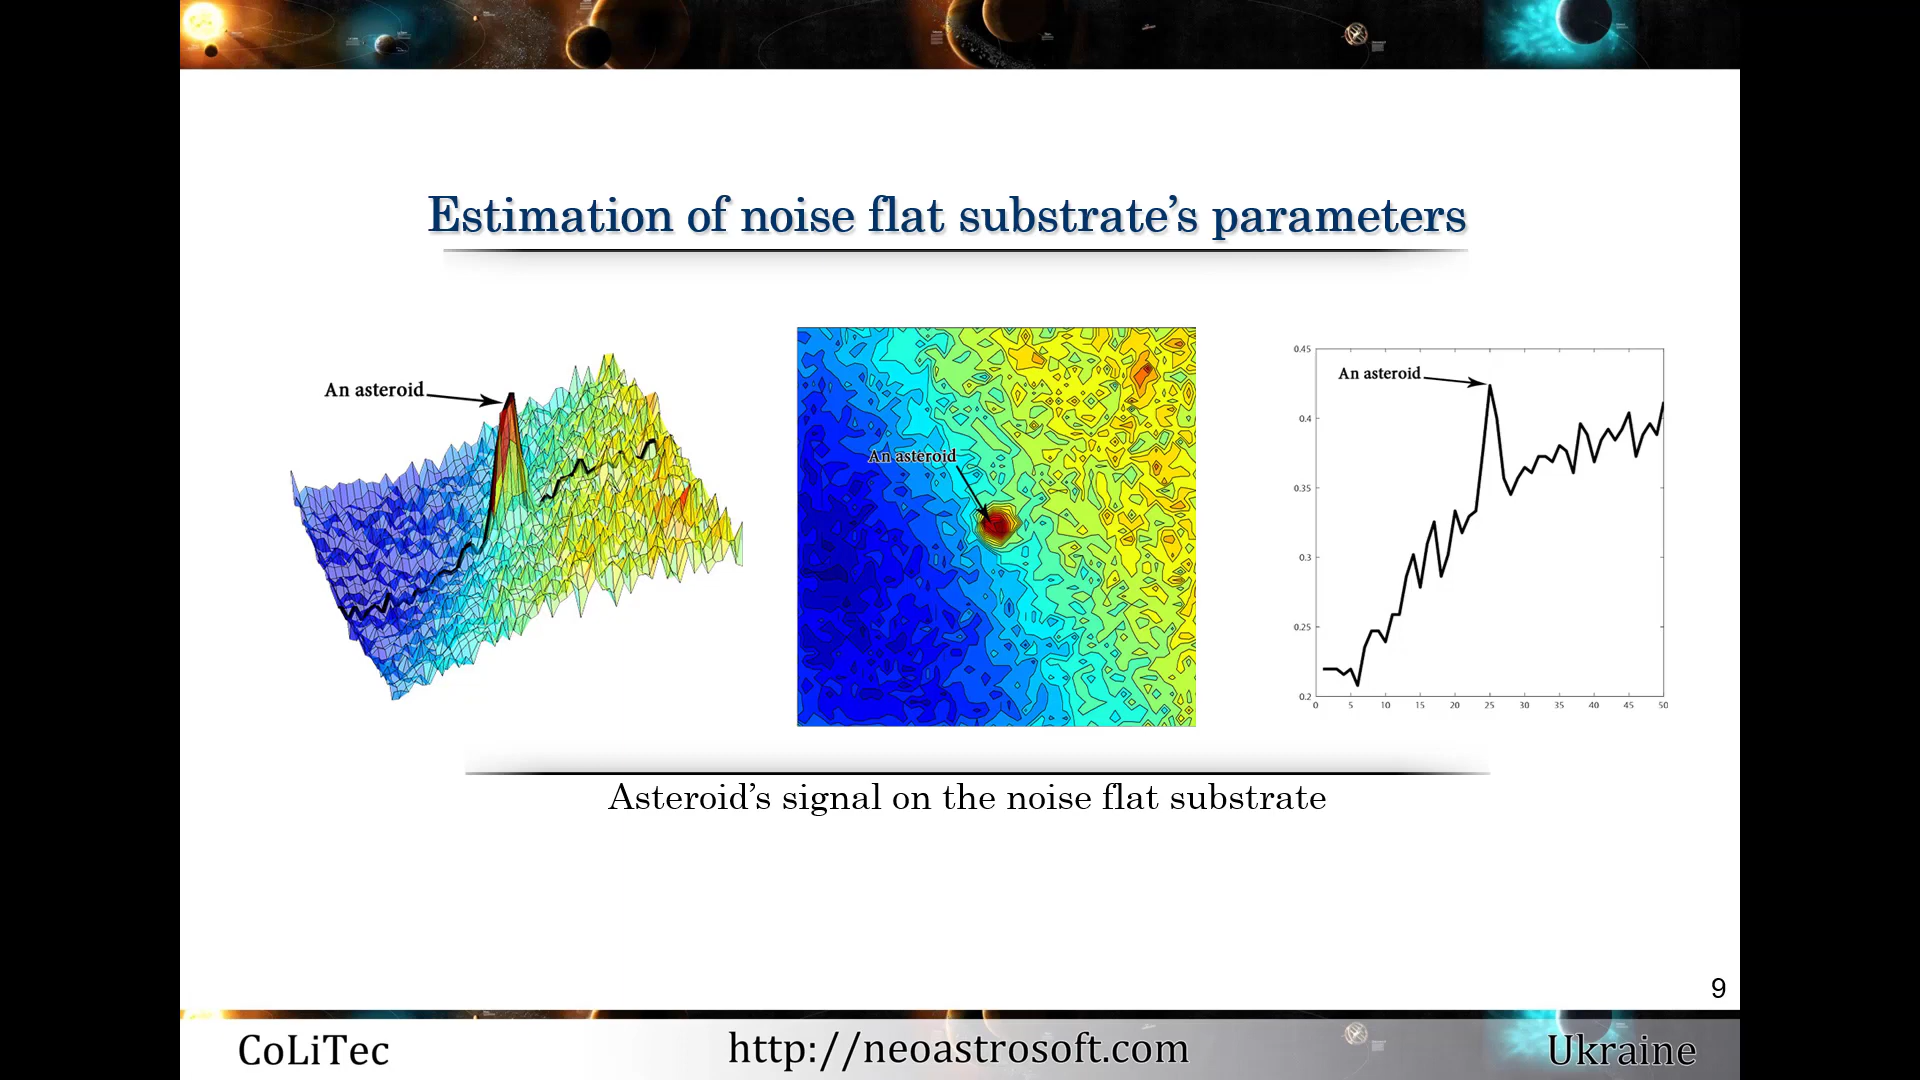 Estimation of noise flat substrate’s parameters
An asteroid
An asteroid
An asteroid
0.45
0.4
0.35
0.3
0.25
0.2
0 5 10 15 20 25 30 35 40 45 50
Asteroid’s signal on the noise flat substrate
9
CoLiTec
http://neoastrosoft.com
Ukraine